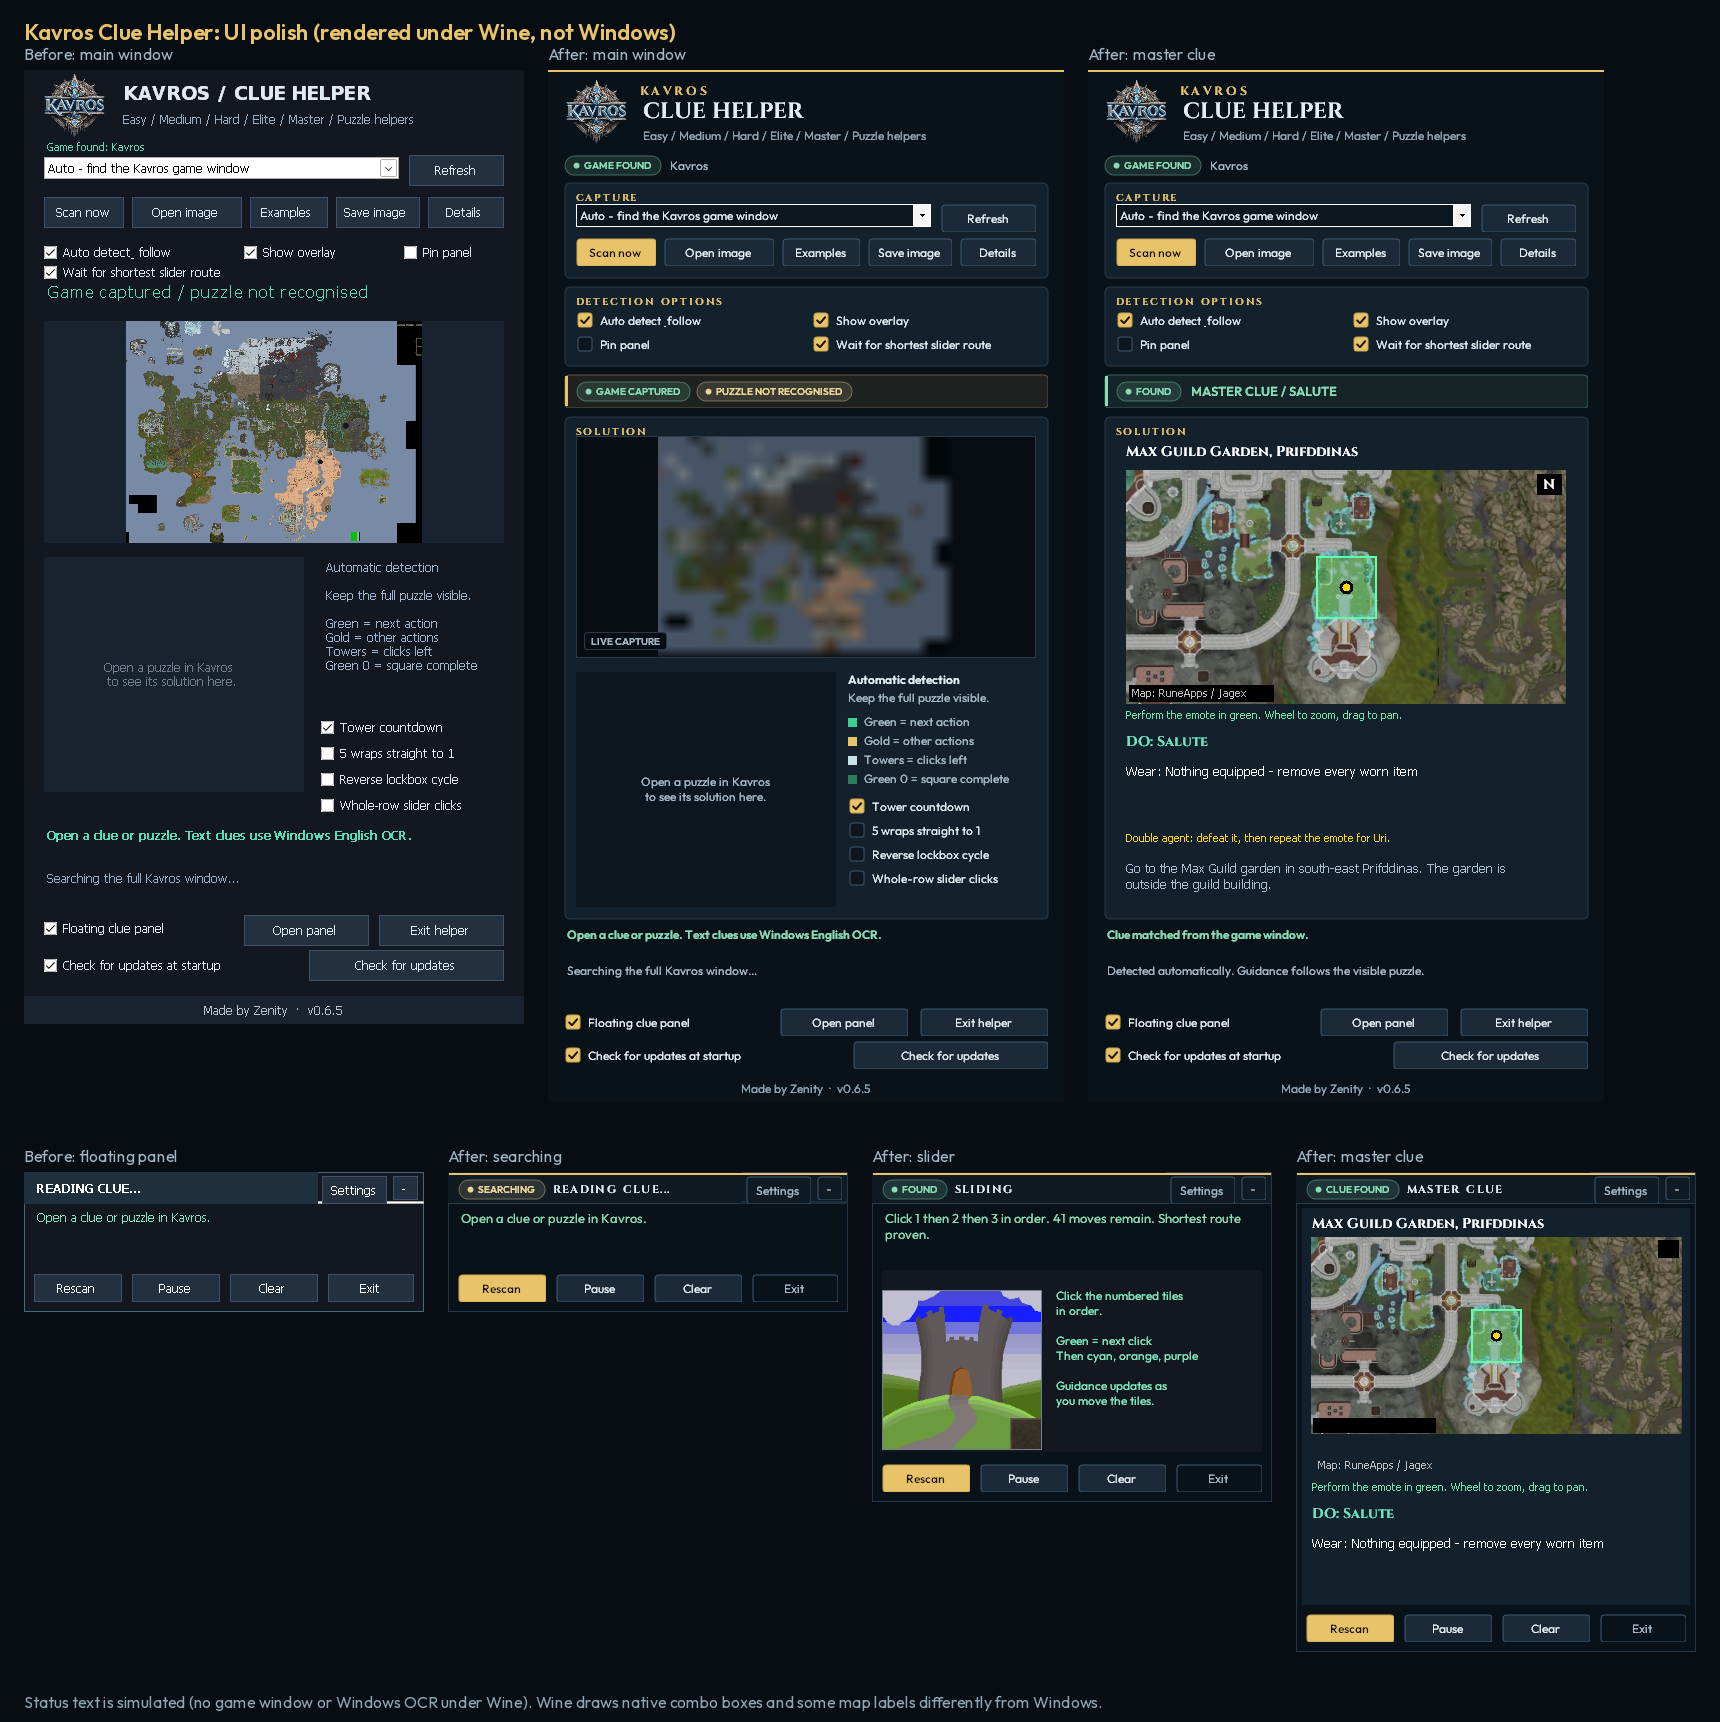 Kavros Clue Helper: UI polish (rendered under Wine, not Windows)
Before: main window
KAVROS
KAVROS / CLUE HELPER
Easy / Medium / Hard / Elite / Master / Puzzle helpers
Game found: Kavros
Auto - find the Kavros game window
Refresh
Scan now
Open image
Examples
Save image
Details
Auto detect_ follow
Show overlay
Pin panel
Wait for shortest slider route
Game captured / puzzle not recognised
Open a puzzle in Kavros
to see its solution here.
Automatic detection
Keep the full puzzle visible.
Green = next action
Gold = other actions
Towers = clicks left
Green 0 = square complete
Tower countdown
5 wraps straight to 1
Reverse lockbox cycle
Whole-row slider clicks
Open a clue or puzzle. Text clues use Windows English OCR.
Searching the full Kavros window...
Floating clue panel
Open panel
Exit helper
Check for updates at startup
Check for updates
Made by Zenity · v0.6.5
After: main window
KAVROS
KAVROS
CLUE HELPER
Easy / Medium / Hard / Elite / Master / Puzzle helpers
GAME FOUND
Kavros
CAPTURE
Auto - find the Kavros game window
Refresh
Scan now
Open image
Examples
Save image
Details
DETECTION OPTIONS
Auto detect _follow
Show overlay
Pin panel
Wait for shortest slider route
GAME CAPTURED
PUZZLE NOT RECOGNISED
SOLUTION
LIVE CAPTURE
Open a puzzle in Kavros
to see its solution here.
Automatic detection
Keep the full puzzle visible.
Green = next action
Gold = other actions
Towers = clicks left
Green 0 = square complete
Tower countdown
5 wraps straight to 1
Reverse lockbox cycle
Whole-row slider clicks
Open a clue or puzzle. Text clues use Windows English OCR.
Searching the full Kavros window...
Floating clue panel
Open panel
Exit helper
Check for updates at startup
Check for updates
Made by Zenity · v0.6.5
After: master clue
KAVROS
KAVROS
CLUE HELPER
Easy / Medium / Hard / Elite / Master / Puzzle helpers
GAME FOUND
Kavros
CAPTURE
Auto - find the Kavros game window
Refresh
Scan now
Open image
Examples
Save image
Details
DETECTION OPTIONS
Auto detect _follow
Show overlay
Pin panel
Wait for shortest slider route
FOUND
MASTER CLUE / SALUTE
SOLUTION
MAX GUILD GARDEN, PRIFDDINAS
N
Map: RuneApps / Jagex
Perform the emote in green. Wheel to zoom, drag to pan.
DO: SALUTE
Wear: Nothing equipped - remove every worn item
Double agent: defeat it, then repeat the emote for Uri.
Go to the Max Guild garden in south-east Prifddinas. The garden is
outside the guild building.
Clue matched from the game window.
Detected automatically. Guidance follows the visible puzzle.
Floating clue panel
Open panel
Exit helper
Check for updates at startup
Check for updates
Made by Zenity · v0.6.5
Before: floating panel
READING CLUE...
Settings
-
Open a clue or puzzle in Kavros.
Rescan
Pause
Clear
Exit
After: searching
SEARCHING
READING CLUE...
Settings
-
Open a clue or puzzle in Kavros.
Rescan
Pause
Clear
Exit
After: slider
FOUND
SLIDING
Settings
-
Click 1 then 2 then 3 in order. 41 moves remain. Shortest route
proven.
Click the numbered tiles
in order.
Green = next click
Then cyan, orange, purple
Guidance updates as
you move the tiles.
Rescan
Pause
Clear
Exit
After: master clue
CLUE FOUND
MASTER CLUE
Settings
-
MAX GUILD GARDEN, PRIFDDINAS
Map: RuneApps / Jagex
Perform the emote in green. Wheel to zoom, drag to pan.
DO: SALUTE
Wear: Nothing equipped - remove every worn item
Rescan
Pause
Clear
Exit
Status text is simulated (no game window or Windows OCR under Wine). Wine draws native combo boxes and some map labels differently from Windows.